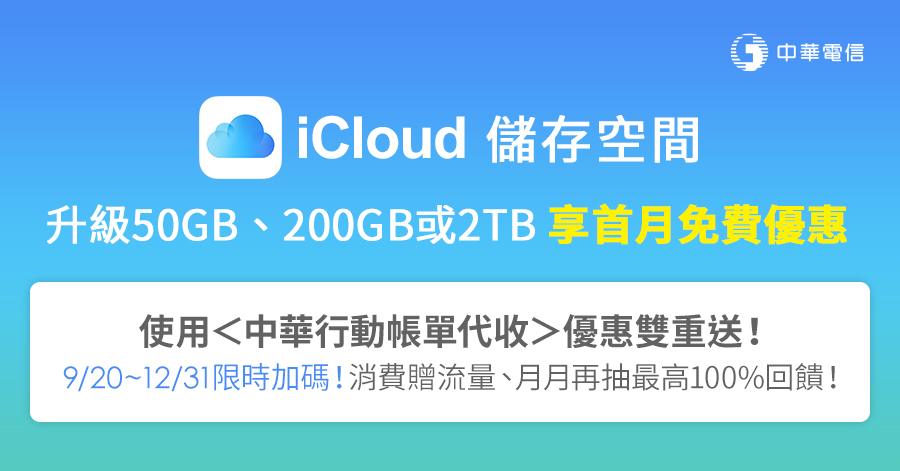 中華電信
iCloud 儲存空間
升級50GB、200GB或2TB 享首月免費優惠
使用<中華行動帳單代收>優惠雙重送！
9/20~12/31限時加碼！消費贈流量、月月再抽最高100%回饋！